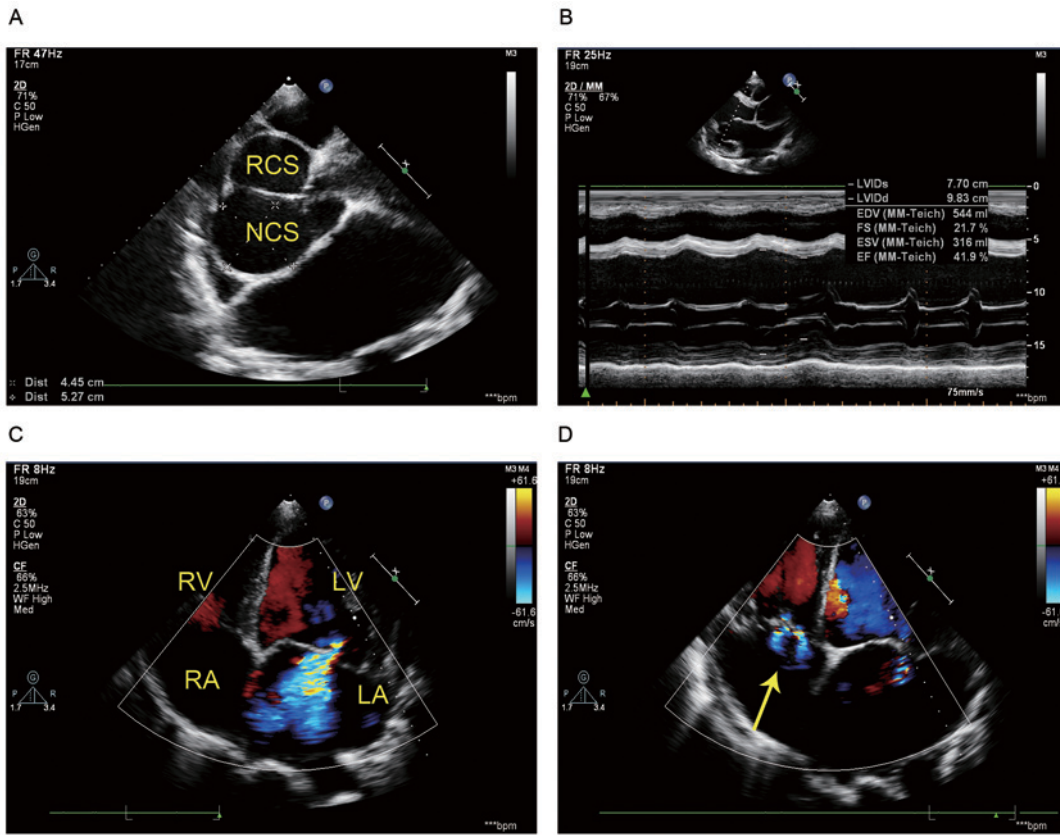 A
FR 47Hz
17cm
M3
2D
71%
C 50
P Low
HGen
RCS
NCS
G
P R
1.7 3.4
Dist 4.45 cm
Dist 5.27 cm
***bpm
B
FR 25Hz
19cm
M3
2D / MM
71% 67%
C 50
P Low
HGen
LVIDs 7.70 cm
LVIDd 9.83 cm
EDV (MM-Teich) 544 ml
FS (MM-Teich) 21.7 %
ESV (MM-Teich) 316 ml
EF (MM-Teich) 41.9 %
0
5
10
15
75mm/s
***bpm
C
FR 8Hz
19cm
M3 M4
+61.6
2D
63%
C 50
P Low
HGen
CF
66%
2.5MHz
WF High
Med
-61.6
cm/s
RV
LV
RA
LA
G
P R
1.7 3.4
***bpm
D
FR 8Hz
19cm
M3 M4
+61.6
2D
63%
C 50
P Low
HGen
CF
66%
2.5MHz
WF High
Med
-61.6
cm/s
G
P R
1.7 3.4
***bpm